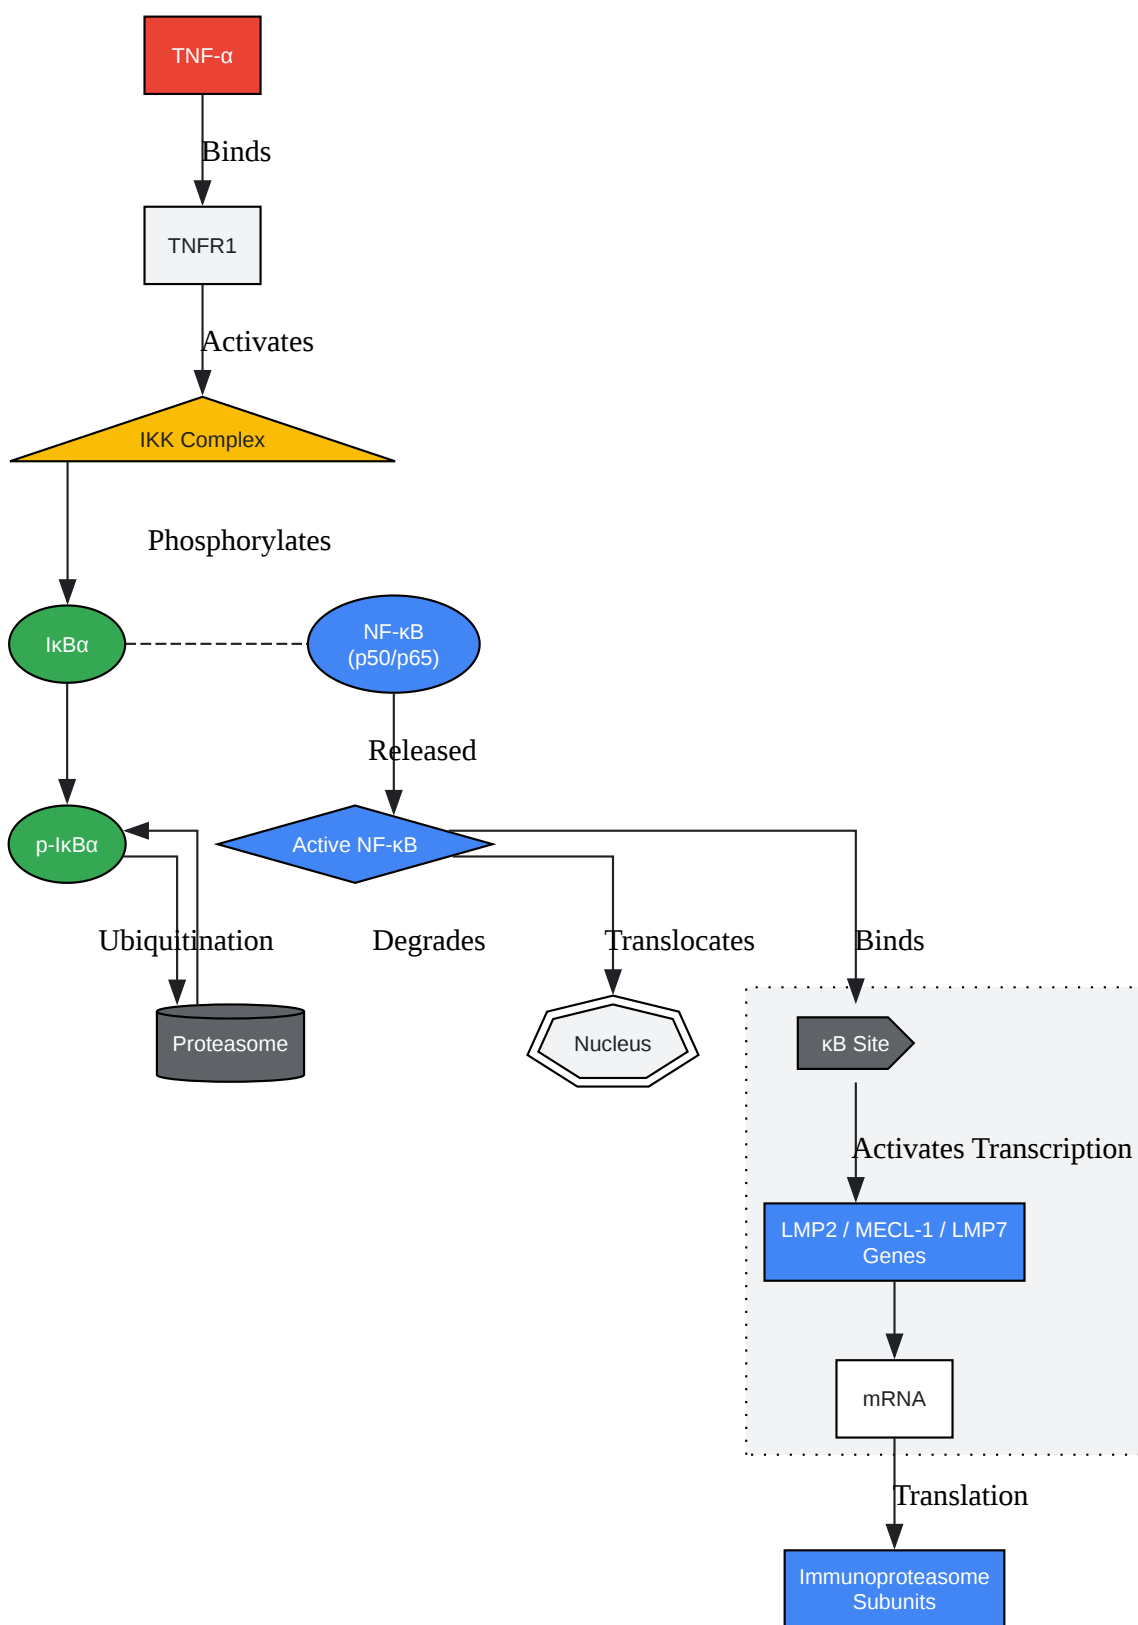 TNF-α
Binds
TNFR1
Activates
IKK Complex
Phosphorylates
IκBα
NF-κB
(p50/p65)
Released
p-IκBα
Active NF-κB
Ubiquitination
Degrades
Translocates
Binds
Proteasome
Nucleus
κB Site
Activates Transcription
LMP2 / MECL-1 / LMP7
Genes
mRNA
Translation
Immunoproteasome
Subunits